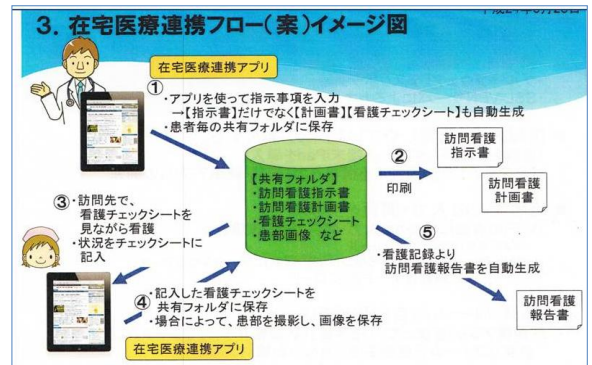 3．在宅医療連携フロー（案）イメージ図
在宅医療連携アプリ
①
・アプリを使って指示事項を入力
→【指示書】だけでなく【計画書】【看護チェックシート】も自動生成
・患者毎の共有フォルダに保存
【共有フォルダ】
・訪問看護指示書
・訪問看護計画書
・看護チェックシート
・患部画像 など
②
印刷
訪問看護
指示書
訪問看護
計画書
③
・訪問先で、
看護チェックシートを
見ながら看護
・状況をチェックシートに
記入
④
・記入した看護チェックシートを
共有フォルダに保存
・場合によって、患部を撮影し、画像を保存
在宅医療連携アプリ
⑤
・看護記録より
訪問看護報告書を自動生成
訪問看護
報告書